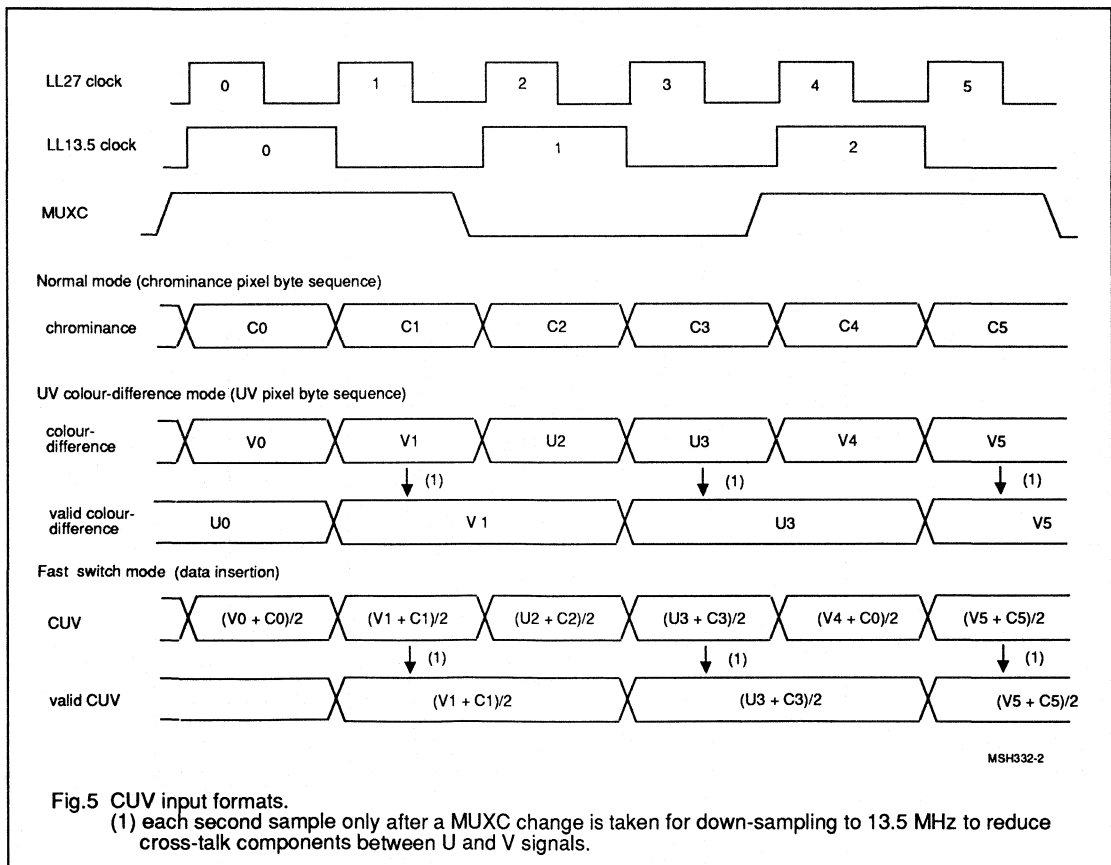 LL27 clock
0 1 2 3 4 5
LL13.5 clock
0 1 2
MUXC
Normal mode (chrominance pixel byte sequence)
chrominance
C0 C1 C2 C3 C4 C5
UV colour-difference mode (UV pixel byte sequence)
colour-
difference
V0 V1 U2 U3 V4 V5
(1) (1) (1)
valid colour-
difference
U0 V 1 U3 V5
Fast switch mode (data insertion)
CUV
(V0 + C0)/2 (V1 + C1)/2 (U2 + C2)/2 (U3 + C3)/2 (V4 + C0)/2 (V5 + C5)/2
(1) (1) (1)
valid CUV
(V1 + C1)/2 (U3 + C3)/2 (V5 + C5)/2
MSH332-2
Fig.5 CUV input formats.
(1) each second sample only after a MUXC change is taken for down-sampling to 13.5 MHz to reduce
cross-talk components between U and V signals.